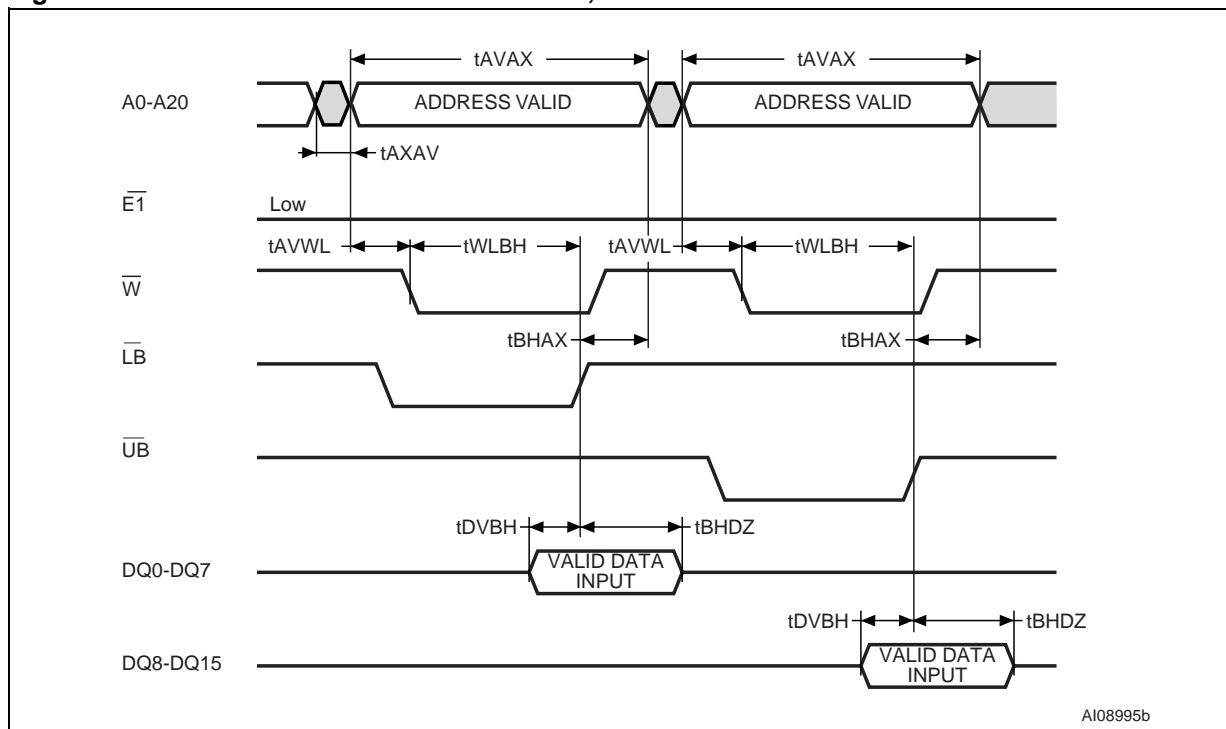 tAVAX tAVAX
A0-A20 ADDRESS VALID ADDRESS VALID
tAXAV
E1 Low
tAVWL tWLBH tAVWL tWLBH
W
tBHAX tBHAX
LB
UB
tDVBH tBHDZ
DQ0-DQ7 VALID DATA
INPUT
tDVBH tBHDZ
DQ8-DQ15 VALID DATA
INPUT
AI08995b